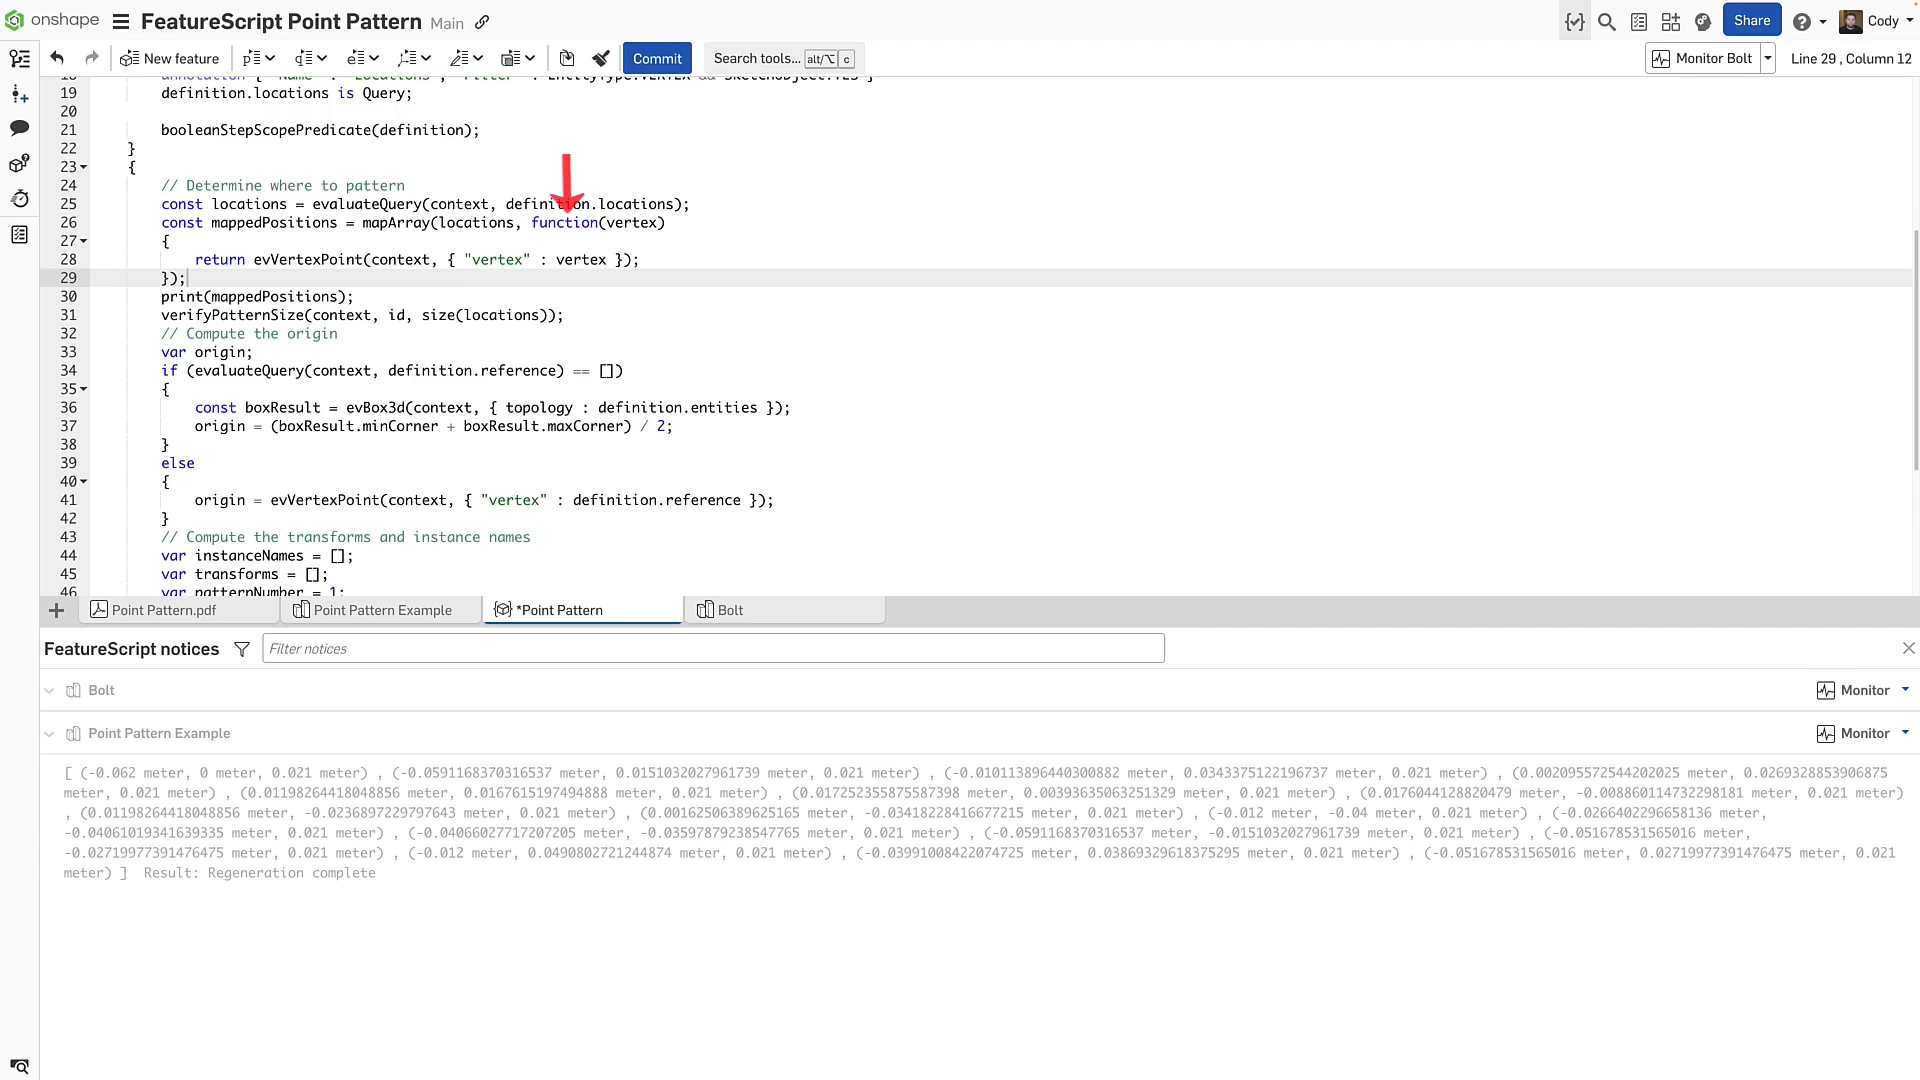 onshape FeatureScript Point Pattern Main Share Cody
New feature Commit Search tools... alt/⌥ c Monitor Bolt Line 29 , Column 12
18 annotation { "Name" : "Locations", "Filter" : EntityType.VERTEX && SketchObject.YES }
19 definition.locations is Query;
20
21 booleanStepScopePredicate(definition);
22 }
23 {
24 // Determine where to pattern
25 const locations = evaluateQuery(context, definition.locations);
26 const mappedPositions = mapArray(locations, function(vertex)
27 {
28 return evVertexPoint(context, { "vertex" : vertex });
29 });
30 print(mappedPositions);
31 verifyPatternSize(context, id, size(locations));
32 // Compute the origin
33 var origin;
34 if (evaluateQuery(context, definition.reference) == [])
35 {
36 const boxResult = evBox3d(context, { topology : definition.entities });
37 origin = (boxResult.minCorner + boxResult.maxCorner) / 2;
38 }
39 else
40 {
41 origin = evVertexPoint(context, { "vertex" : definition.reference });
42 }
43 // Compute the transforms and instance names
44 var instanceNames = [];
45 var transforms = [];
46 var patternNumber = 1;
Point Pattern.pdf Point Pattern Example *Point Pattern Bolt
FeatureScript notices Filter notices
Bolt Monitor
Point Pattern Example Monitor
[ (-0.062 meter, 0 meter, 0.021 meter) , (-0.0591168370316537 meter, 0.0151032027961739 meter, 0.021 meter) , (-0.010113896440300882 meter, 0.0343375122196737 meter, 0.021 meter) , (0.002095572544202025 meter, 0.0269328853906875
meter, 0.021 meter) , (0.01198264418048856 meter, 0.0167615197494888 meter, 0.021 meter) , (0.017252355875587398 meter, 0.00393635063251329 meter, 0.021 meter) , (0.0176044128820479 meter, -0.008860114732298181 meter, 0.021 meter)
, (0.01198264418048856 meter, -0.0236897229797643 meter, 0.021 meter) , (0.00162506389625165 meter, -0.03418228416677215 meter, 0.021 meter) , (-0.012 meter, -0.04 meter, 0.021 meter) , (-0.0266402296658136 meter,
-0.04061019341639335 meter, 0.021 meter) , (-0.04066027717207205 meter, -0.03597879238547765 meter, 0.021 meter) , (-0.0591168370316537 meter, -0.0151032027961739 meter, 0.021 meter) , (-0.051678531565016 meter,
-0.02719977391476475 meter, 0.021 meter) , (-0.012 meter, 0.0490802721244874 meter, 0.021 meter) , (-0.03991008422074725 meter, 0.03869329618375295 meter, 0.021 meter) , (-0.051678531565016 meter, 0.02719977391476475 meter, 0.021
meter) ] Result: Regeneration complete